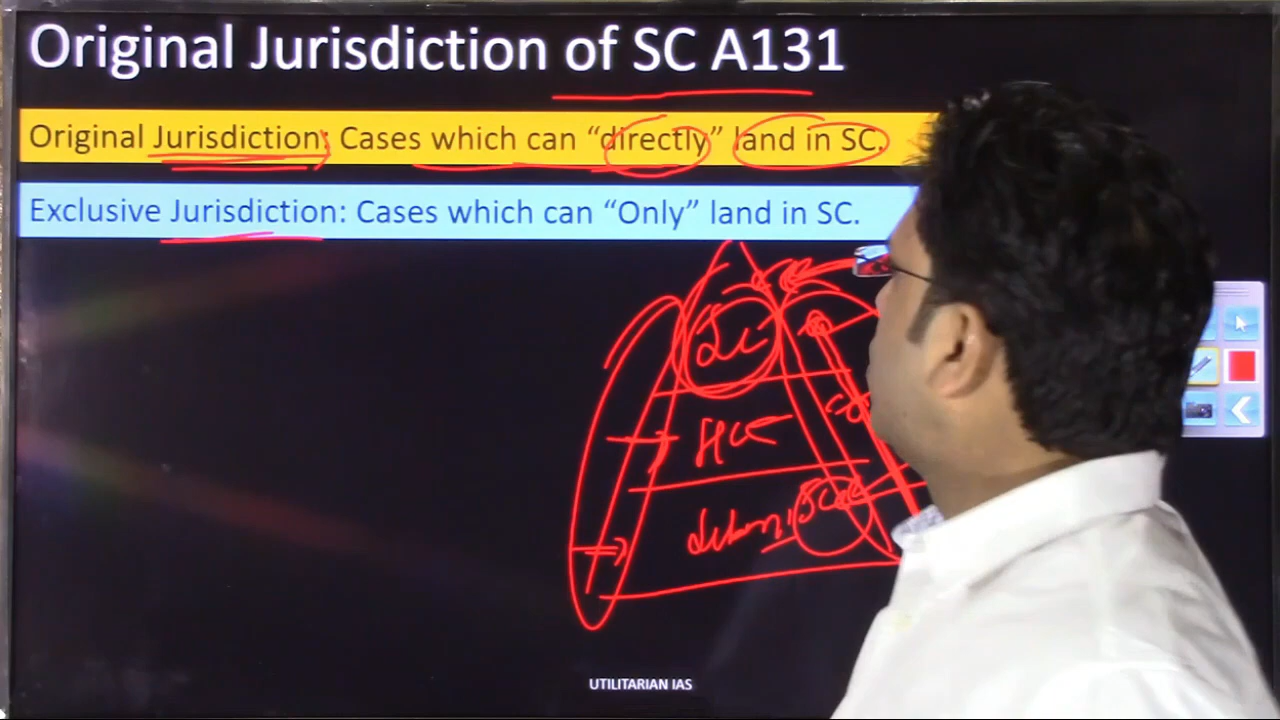 Original Jurisdiction of SC A131
Original Jurisdiction: Cases which can “directly” land in SC.
Exclusive Jurisdiction: Cases which can “Only” land in SC.
SC
HC
UTILITARIAN IAS